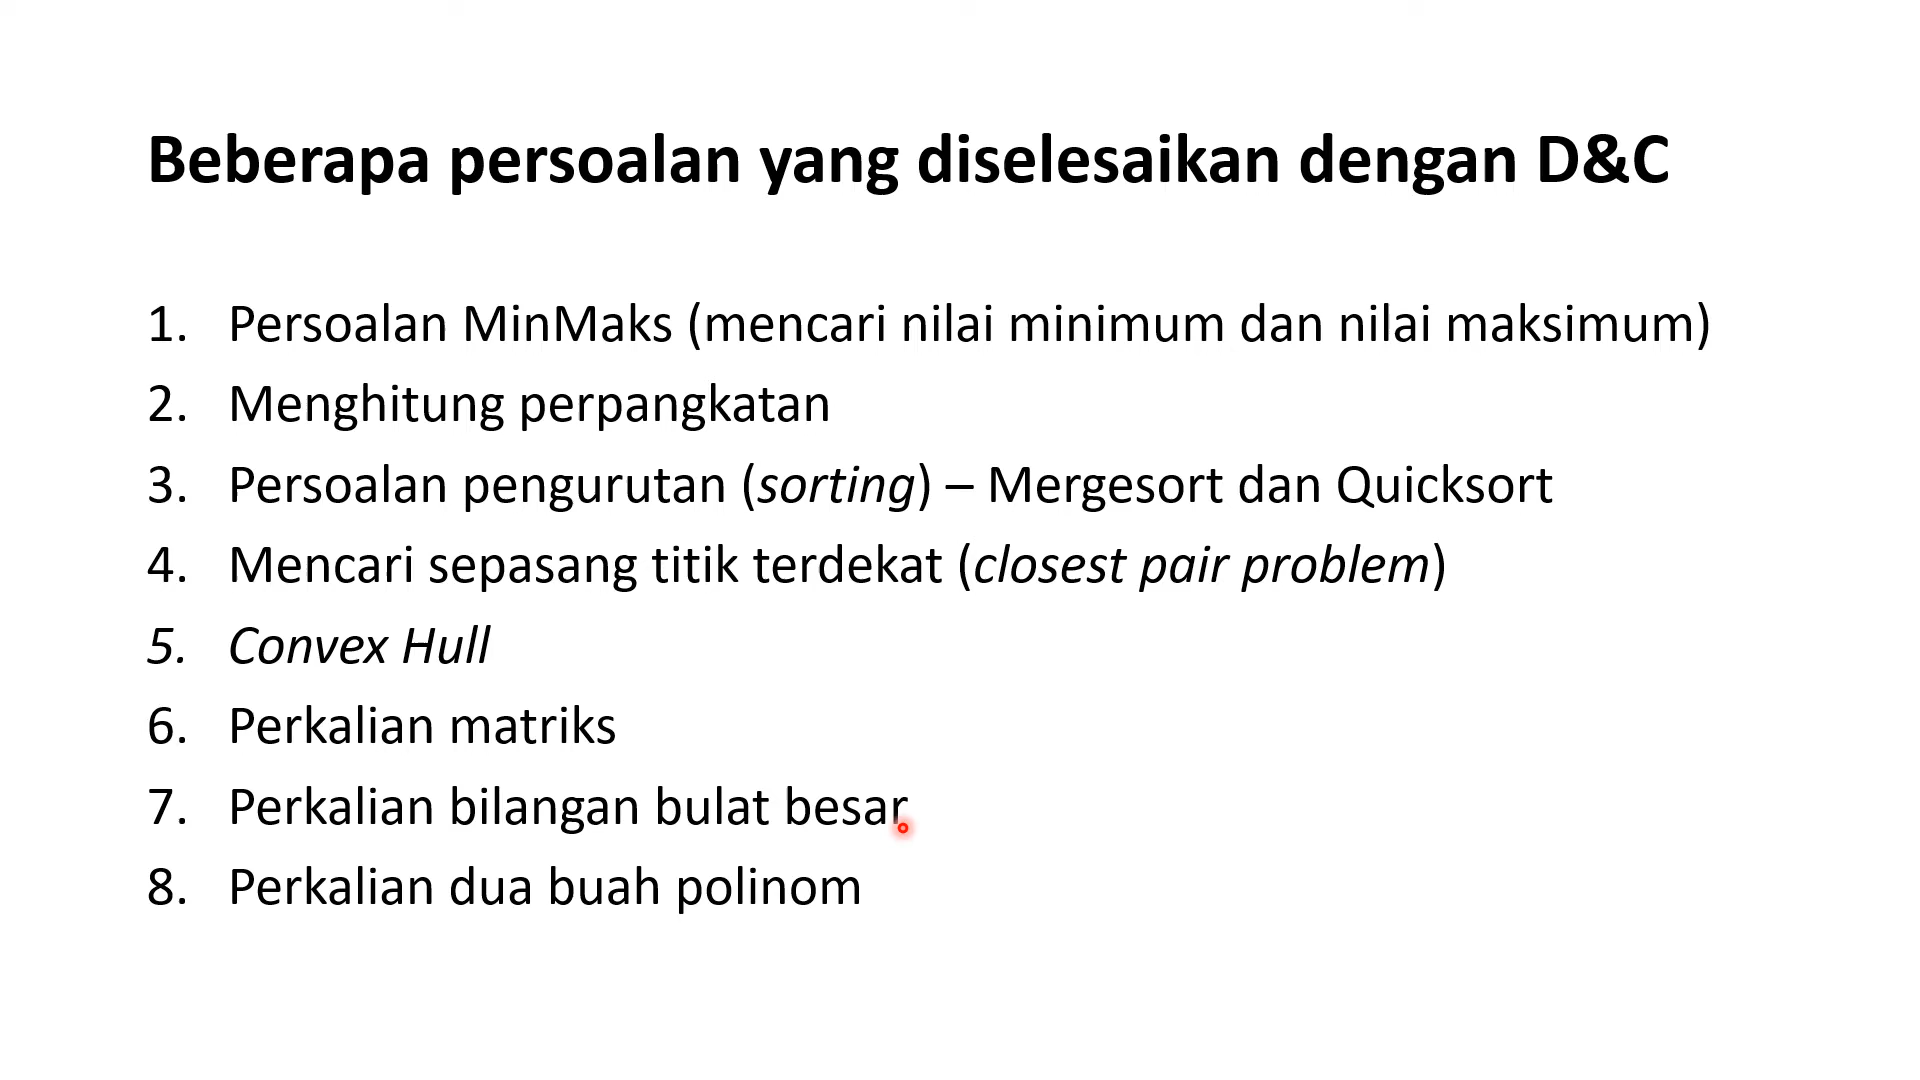 Beberapa persoalan yang diselesaikan dengan D&C
1. Persoalan MinMaks (mencari nilai minimum dan nilai maksimum)
2. Menghitung perpangkatan
3. Persoalan pengurutan (sorting) – Mergesort dan Quicksort
4. Mencari sepasang titik terdekat (closest pair problem)
5. Convex Hull
6. Perkalian matriks
7. Perkalian bilangan bulat besar
8. Perkalian dua buah polinom